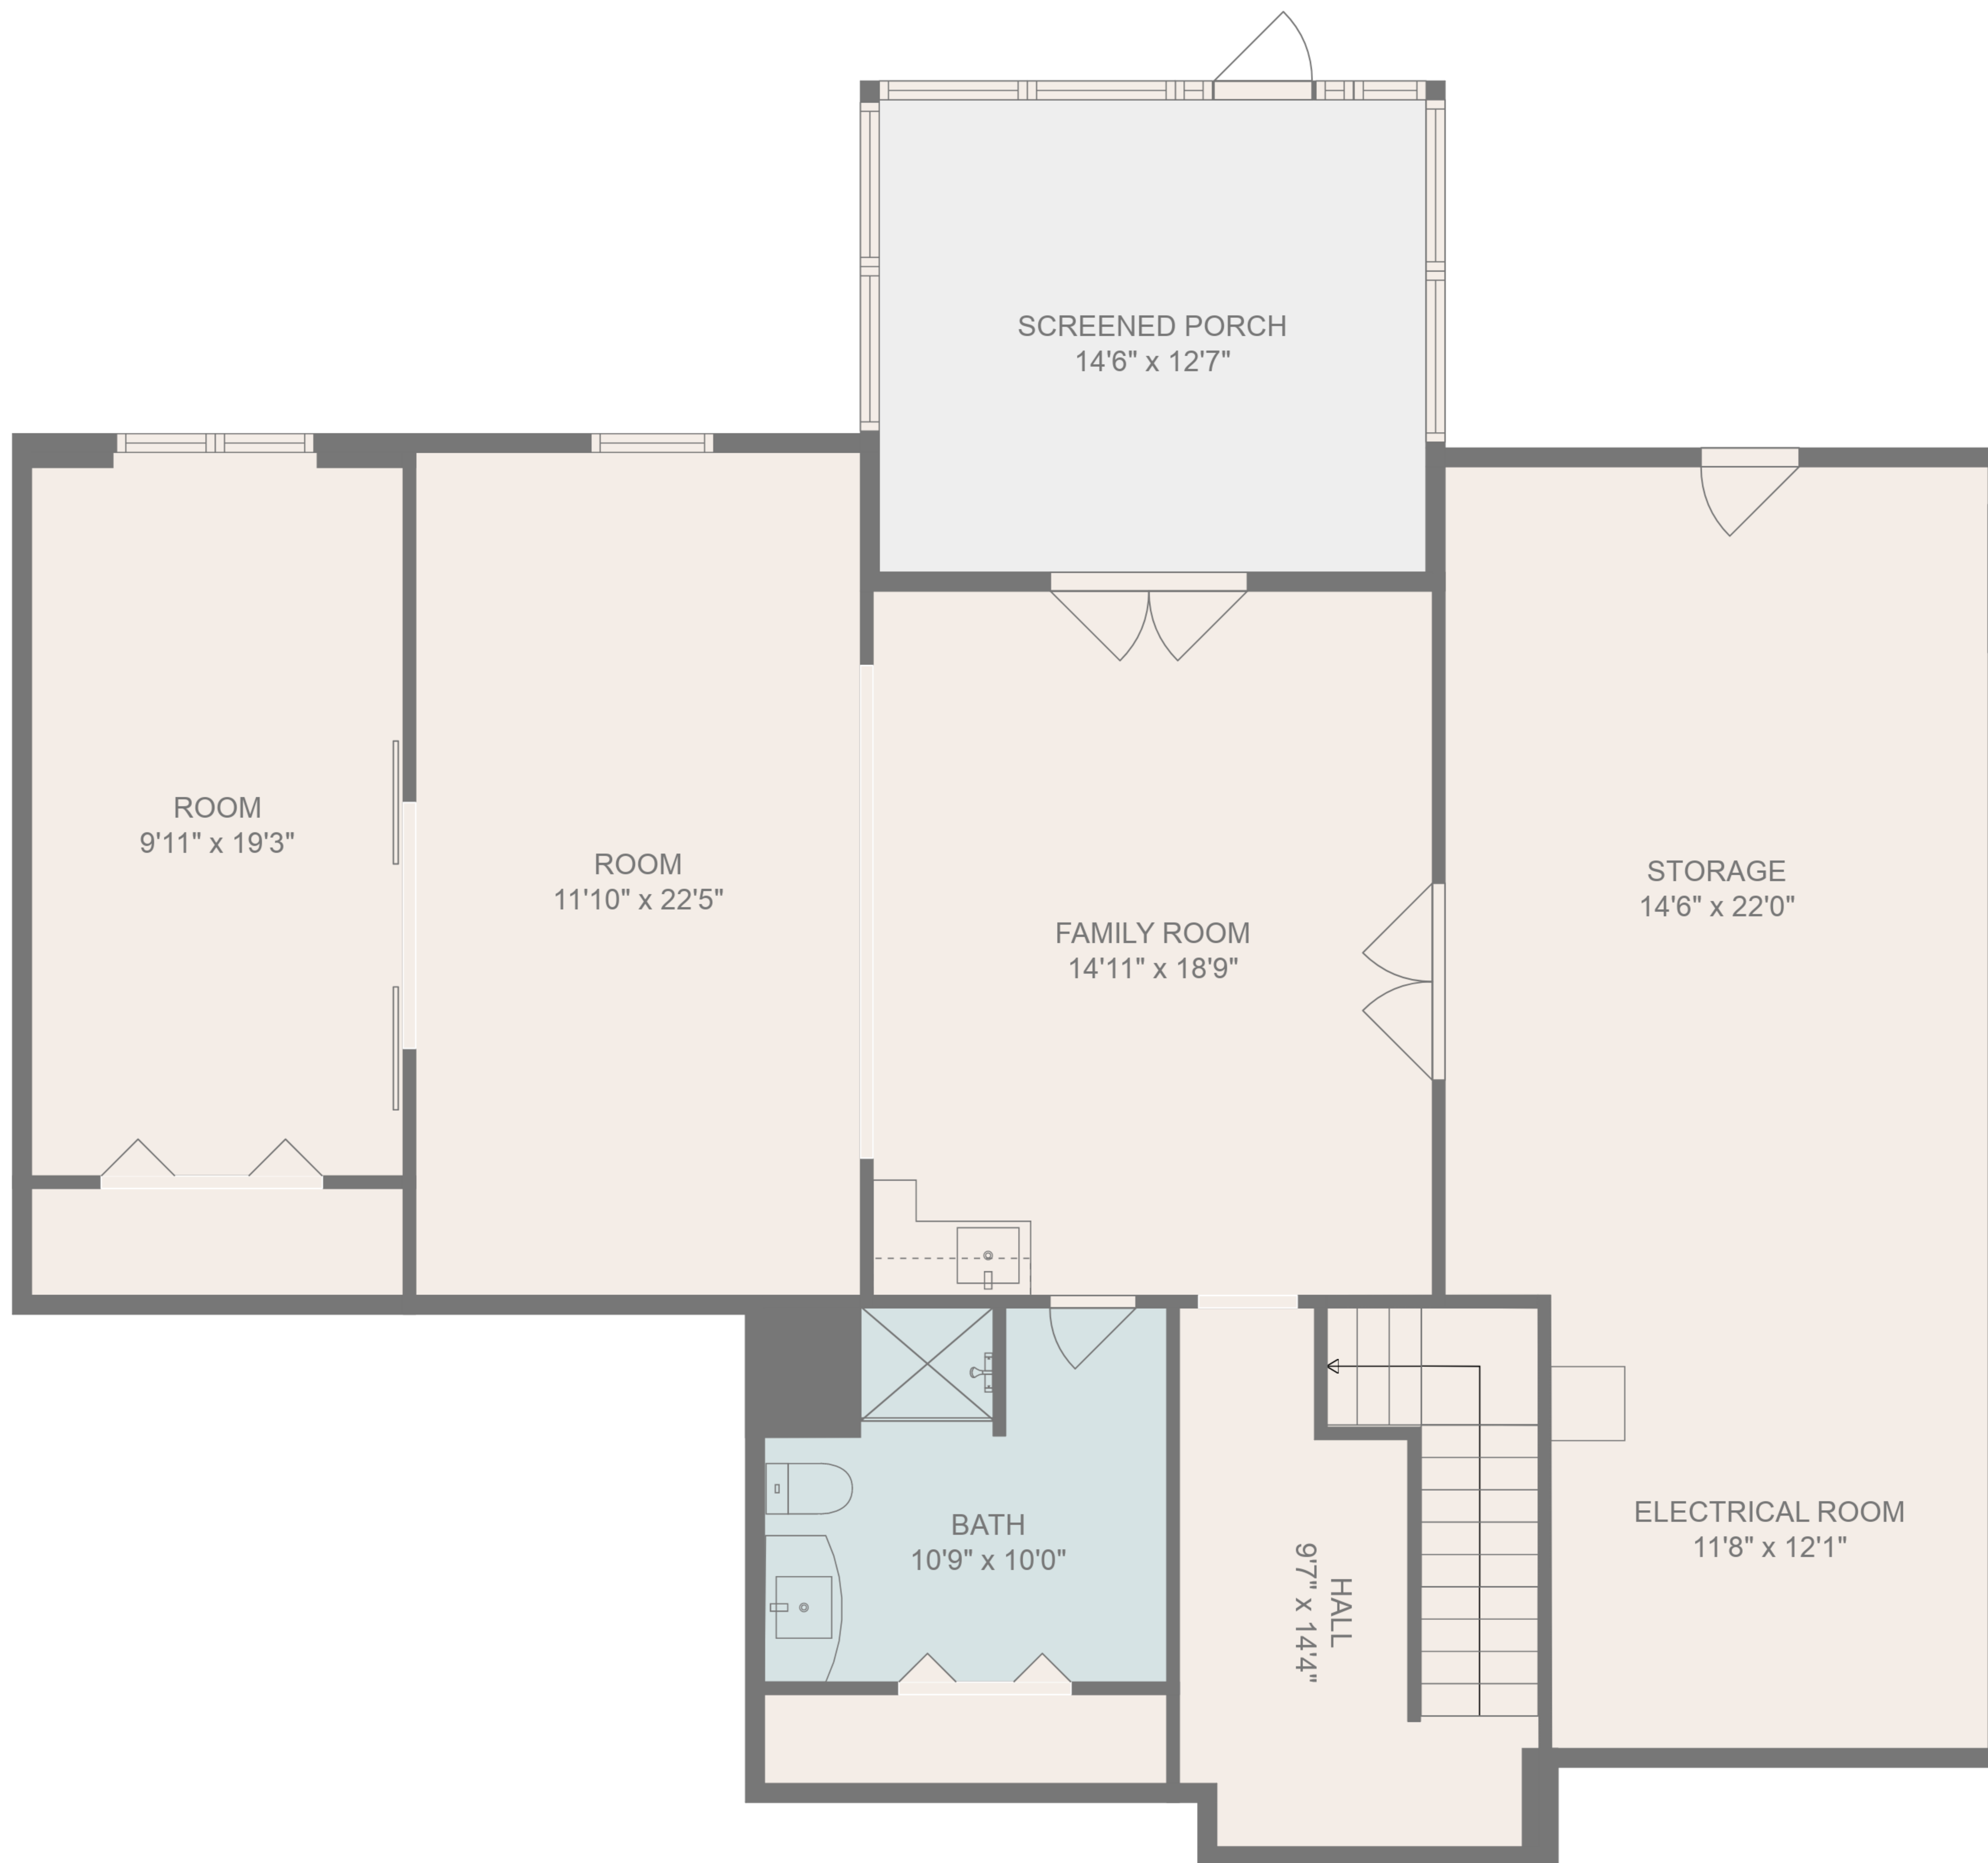 SCREENED PORCH
14'6" x 12'7"
ROOM
9'11" x 19'3"
ROOM
11'10" x 22'5"
FAMILY ROOM
14'11" x 18'9"
STORAGE
14'6" x 22'0"
BATH
10'9" x 10'0"
HALL
9'7" x 14'4"
ELECTRICAL ROOM
11'8" x 12'1"